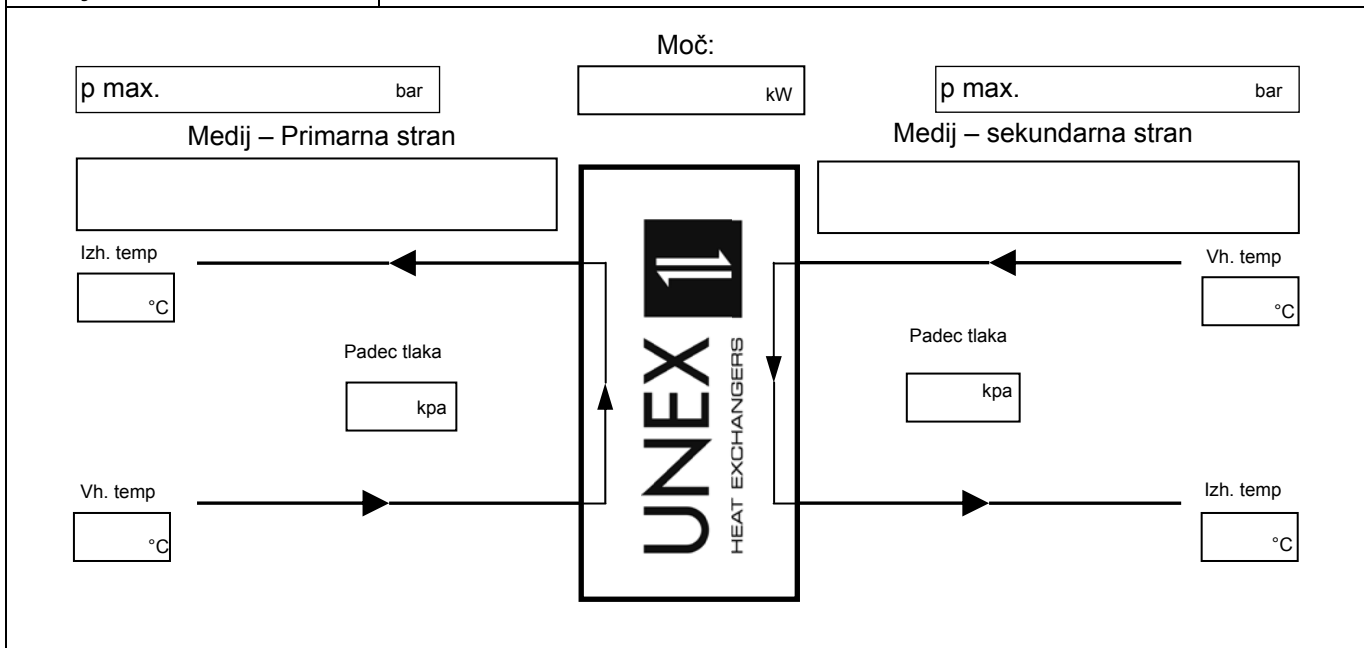 Moč:
p max. bar
kW
p max. bar
Medij – Primarna stran
Medij – sekundarna stran
Izh. temp
°C
Vh. temp
°C
Padec tlaka
kpa
Padec tlaka
kpa
UNEX
HEAT EXCHANGERS
Vh. temp
°C
Izh. temp
°C